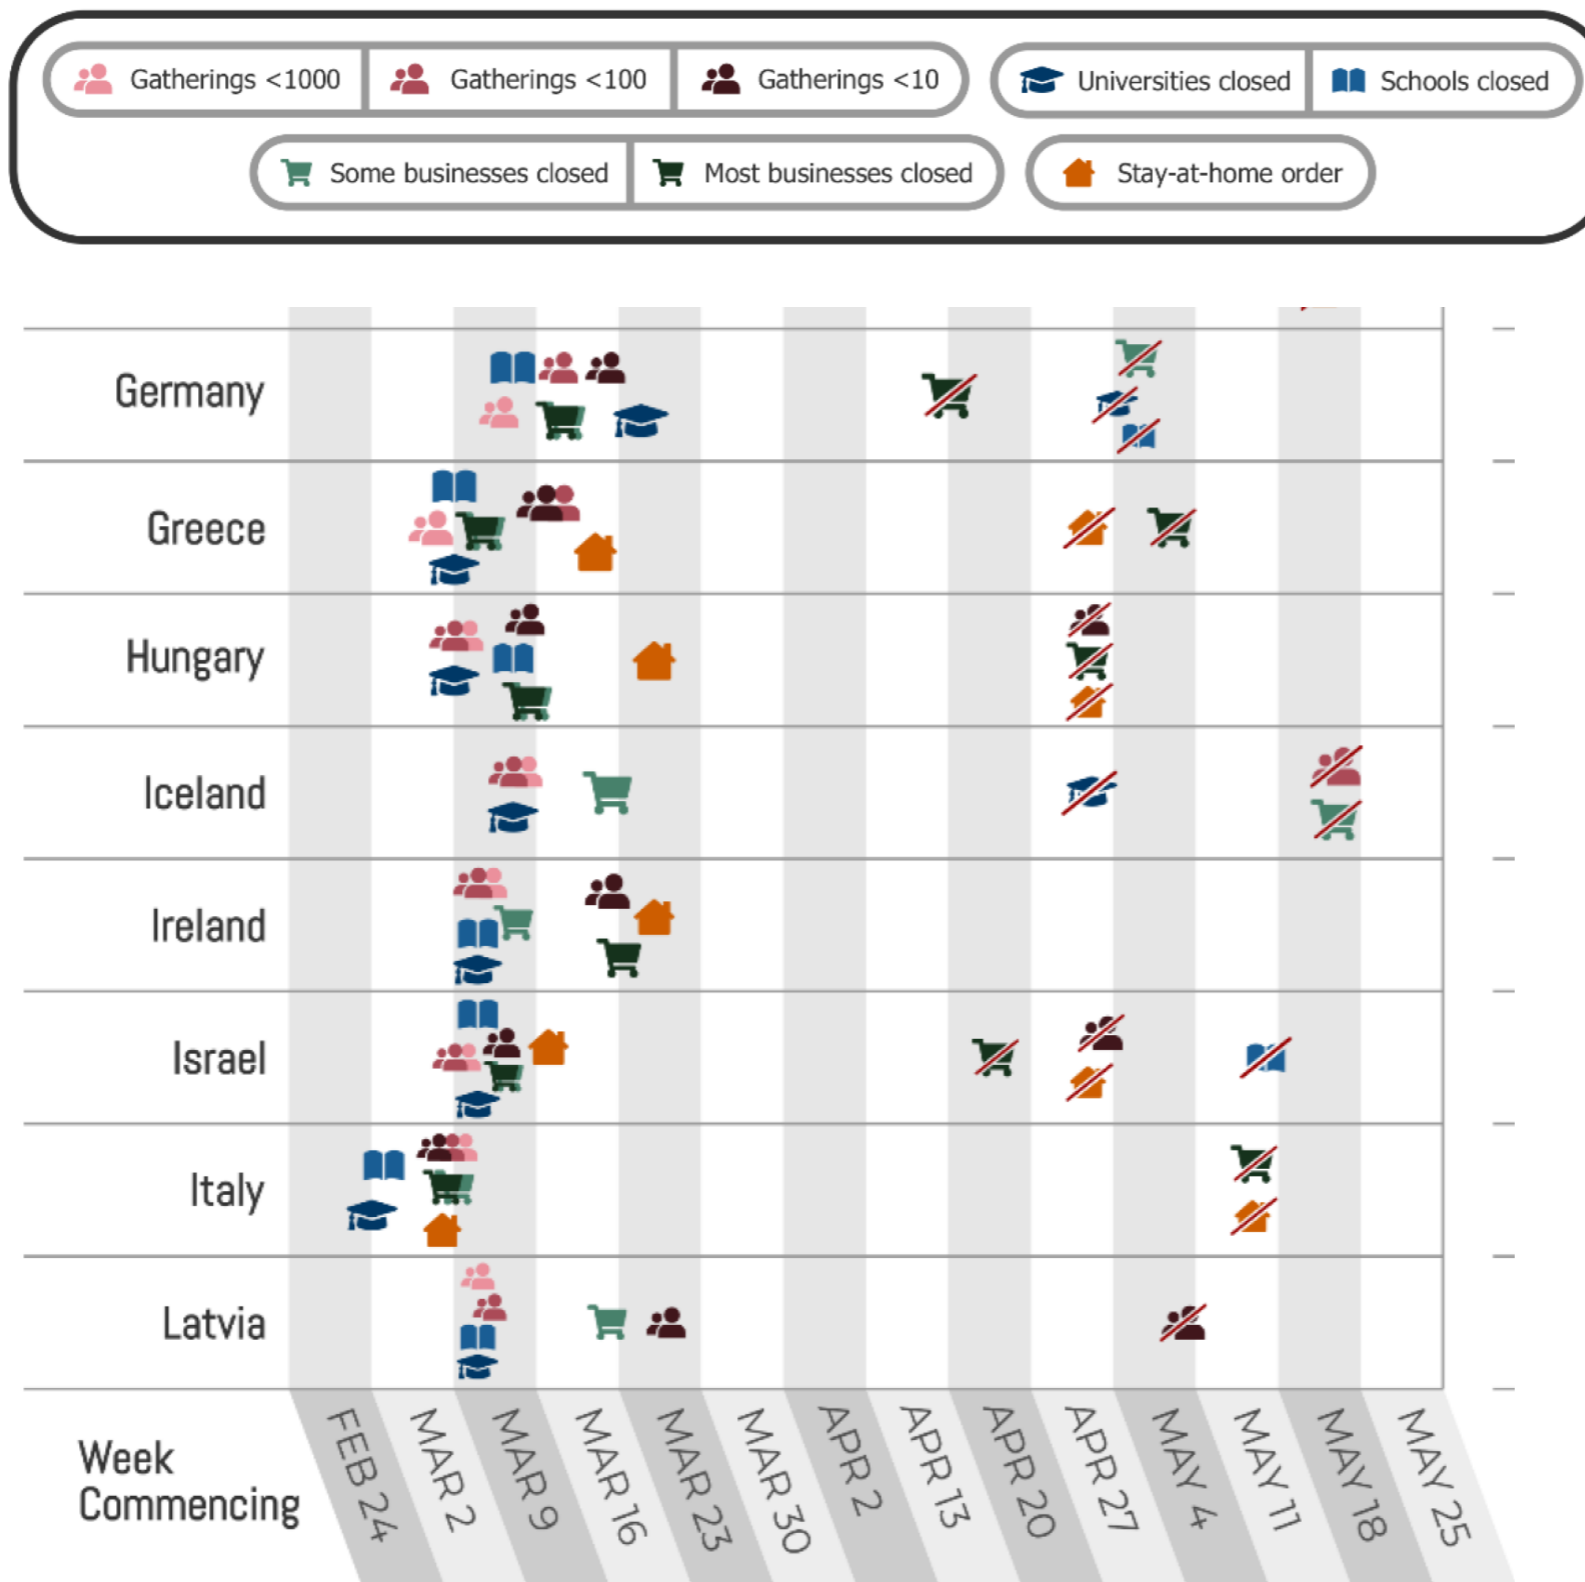 Gatherings <1000 Gatherings <100 Gatherings <10 Universities closed Schools closed
Some businesses closed Most businesses closed Stay-at-home order
Germany
Greece
Hungary
Iceland
Ireland
Israel
Italy
Latvia
Week
Commencing
FEB 24
MAR 2
MAR 9
MAR 16
MAR 23
MAR 30
APR 2
APR 13
APR 20
APR 27
MAY 4
MAY 11
MAY 18
MAY 25